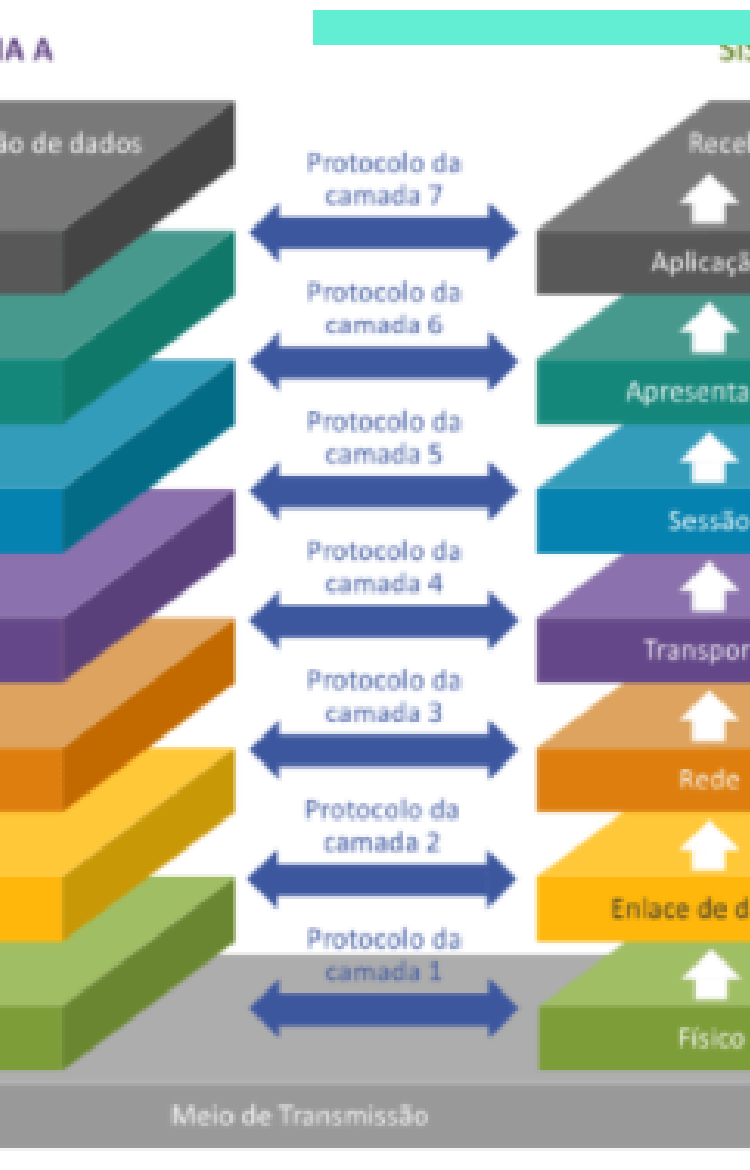 A
de dados
Protocolo da
camada 7
Aplicaçã
Protocolo da
camada 6
Apresenta
Protocolo da
camada 5
Sessão
Protocolo da
camada 4
Transpor
Protocolo da
camada 3
Rede
Protocolo da
camada 2
Enlace de d
Protocolo da
camada 1
Físico
Meio de Transmissão